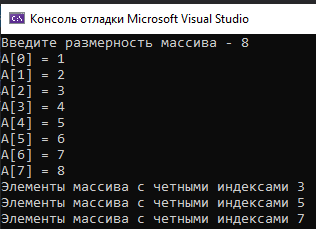 Консоль отладки Microsoft Visual Studio
Введите размерность массива - 8
A[0] = 1
A[1] = 2
A[2] = 3
A[3] = 4
A[4] = 5
A[5] = 6
A[6] = 7
A[7] = 8
Элементы массива с четными индексами 3
Элементы массива с четными индексами 5
Элементы массива с четными индексами 7